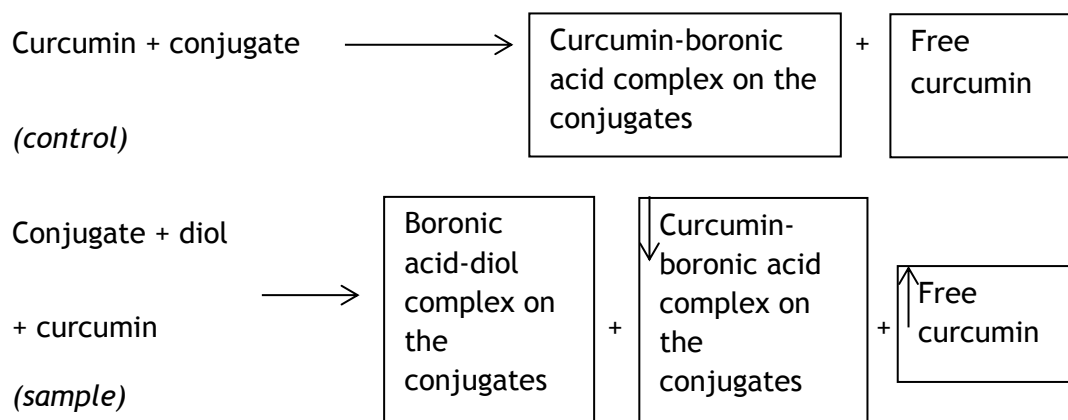 Curcumin + conjugate
(control)
Curcumin-boronic
acid complex on the
conjugates
+
Free
curcumin
Conjugate + diol
+ curcumin
(sample)
Boronic
acid-diol
complex on
the
conjugates
+
Curcumin-
boronic acid
complex on
the
conjugates
+
Free
curcumin